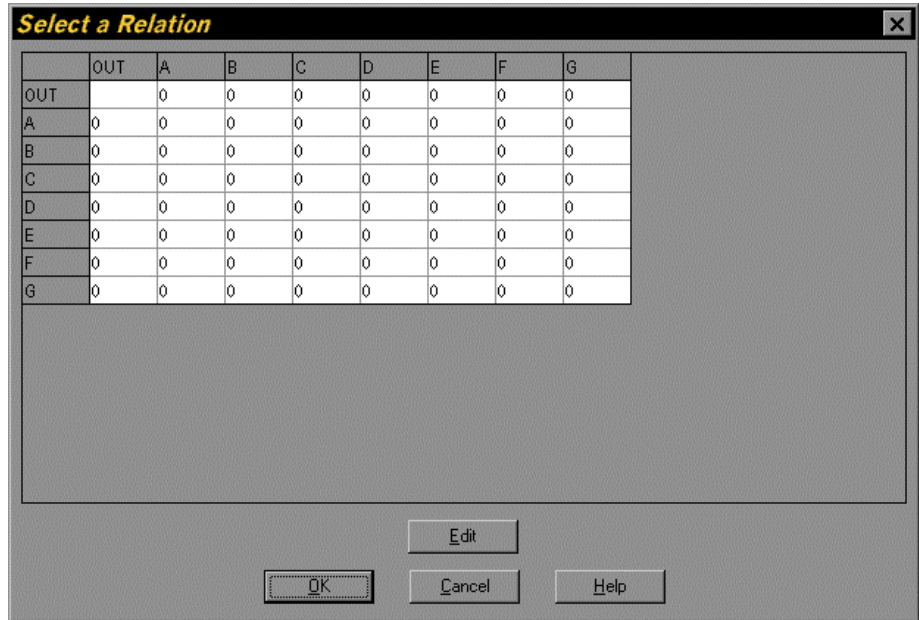 Select a Relation
OUT A B C D E F G
OUT 0 0 0 0 0 0 0
A 0 0 0 0 0 0 0 0
B 0 0 0 0 0 0 0 0
C 0 0 0 0 0 0 0 0
D 0 0 0 0 0 0 0 0
E 0 0 0 0 0 0 0 0
F 0 0 0 0 0 0 0 0
G 0 0 0 0 0 0 0 0
Edit
OK Cancel Help